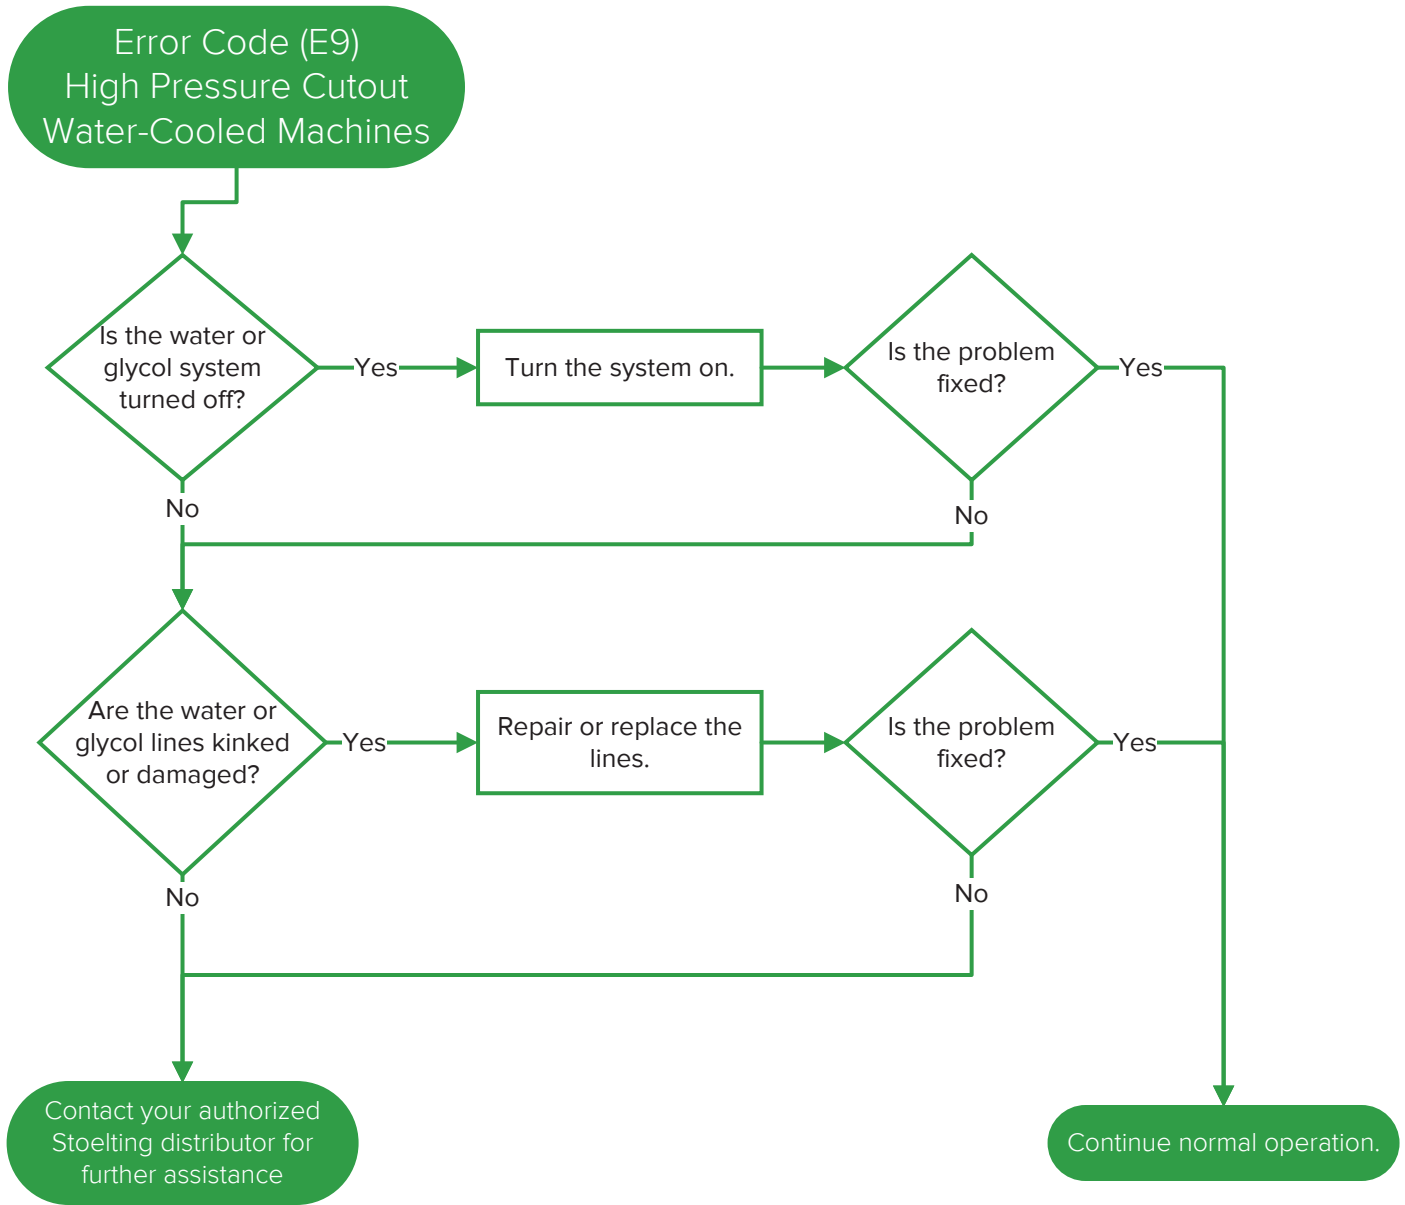 Error Code (E9)
High Pressure Cutout
Water-Cooled Machines
Is the water or
glycol system
turned off?
Yes
Turn the system on.
Is the problem
fixed?
Yes
No
No
Are the water or
glycol lines kinked
or damaged?
Yes
Repair or replace the
lines.
Is the problem
fixed?
Yes
No
No
Contact your authorized
Stoelting distributor for
further assistance
Continue normal operation.